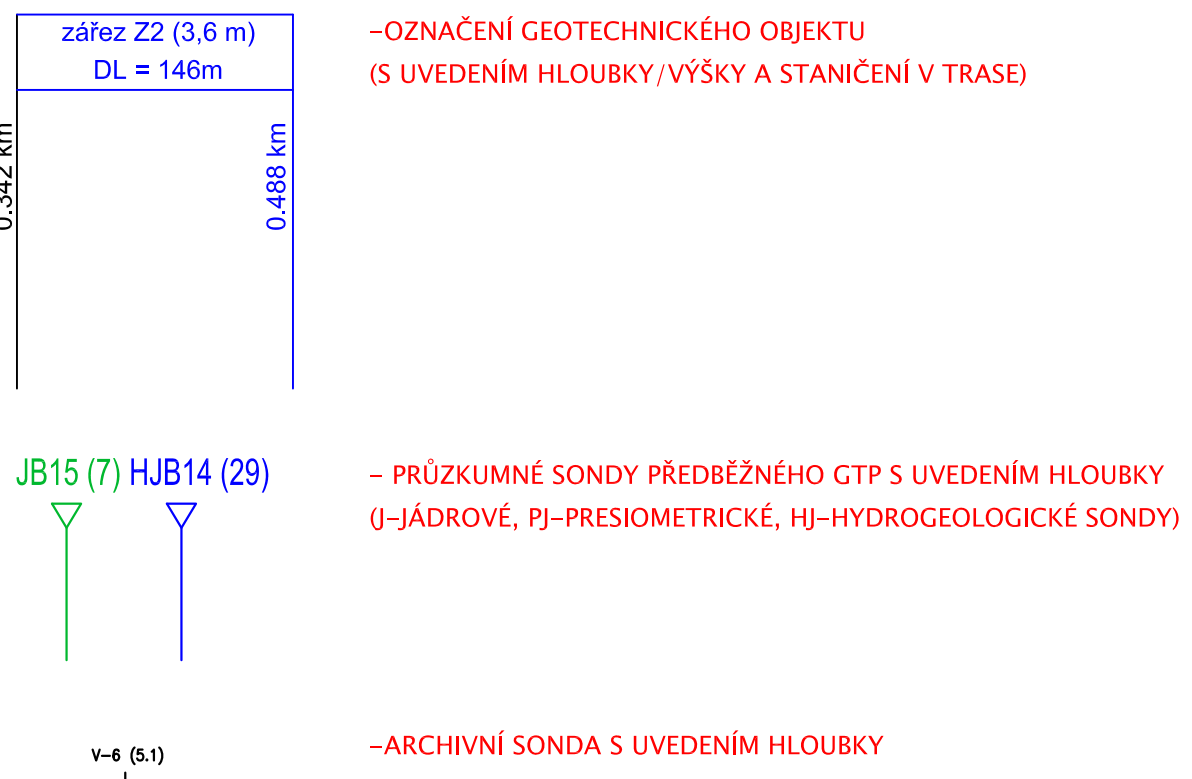 zářez Z2 (3,6 m)
DL = 146m
–OZNAČENÍ GEOTECHNICKÉHO OBJEKTU
(S UVEDENÍM HLOUBKY/VÝŠKY A STANIČENÍ V TRASE)
0.342 km
0.488 km
JB15 (7) HJB14 (29)
– PRŮZKUMNÉ SONDY PŘEDBĚŽNÉHO GTP S UVEDENÍM HLOUBKY
(J–JÁDROVÉ, PJ–PRESIOMETRICKÉ, HJ–HYDROGEOLOGICKÉ SONDY)
V–6 (5.1)
–ARCHIVNÍ SONDA S UVEDENÍM HLOUBKY